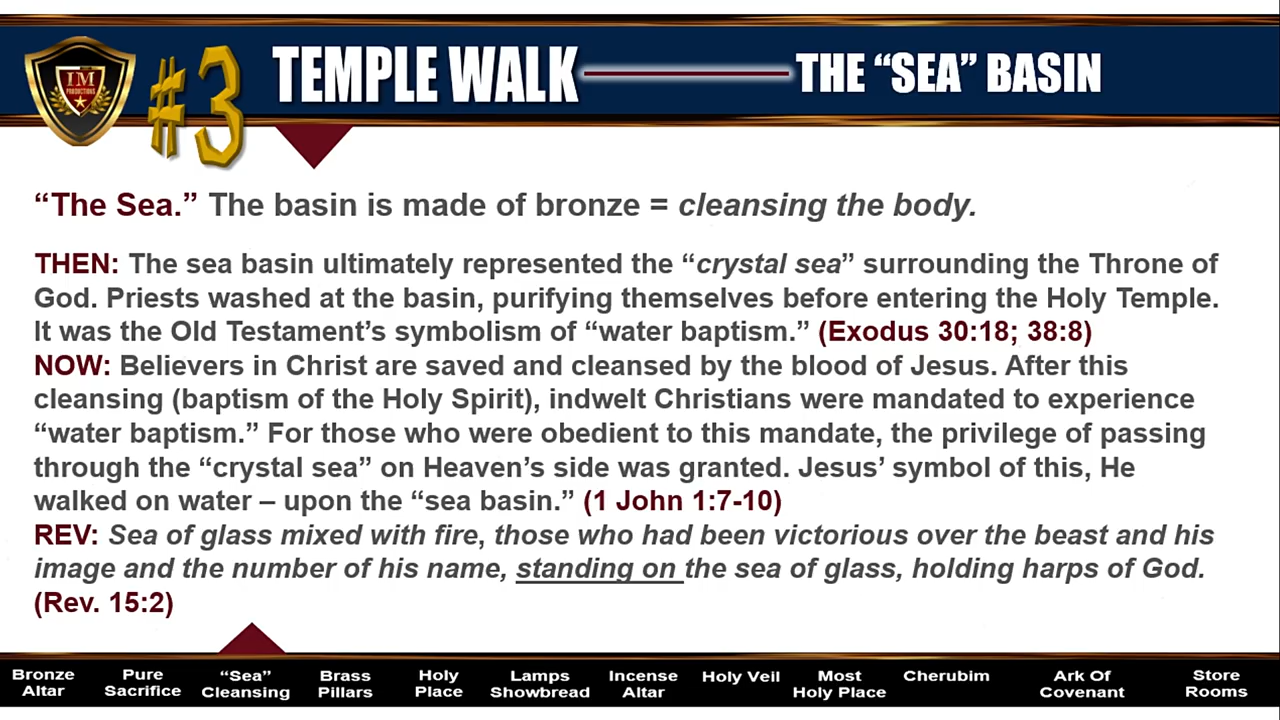 IM
PRODUCTIONS
#3
TEMPLE WALK
THE “SEA” BASIN
“The Sea.” The basin is made of bronze = cleansing the body.
THEN: The sea basin ultimately represented the “crystal sea” surrounding the Throne of
God. Priests washed at the basin, purifying themselves before entering the Holy Temple.
It was the Old Testament’s symbolism of “water baptism.” (Exodus 30:18; 38:8)
NOW: Believers in Christ are saved and cleansed by the blood of Jesus. After this
cleansing (baptism of the Holy Spirit), indwelt Christians were mandated to experience
“water baptism.” For those who were obedient to this mandate, the privilege of passing
through the “crystal sea” on Heaven’s side was granted. Jesus’ symbol of this, He
walked on water – upon the “sea basin.” (1 John 1:7-10)
REV: Sea of glass mixed with fire, those who had been victorious over the beast and his
image and the number of his name, standing on the sea of glass, holding harps of God.
(Rev. 15:2)
Bronze Altar
Pure Sacrifice
“Sea” Cleansing
Brass Pillars
Holy Place
Lamps Showbread
Incense Altar
Holy Veil
Most Holy Place
Cherubim
Ark Of Covenant
Store Rooms